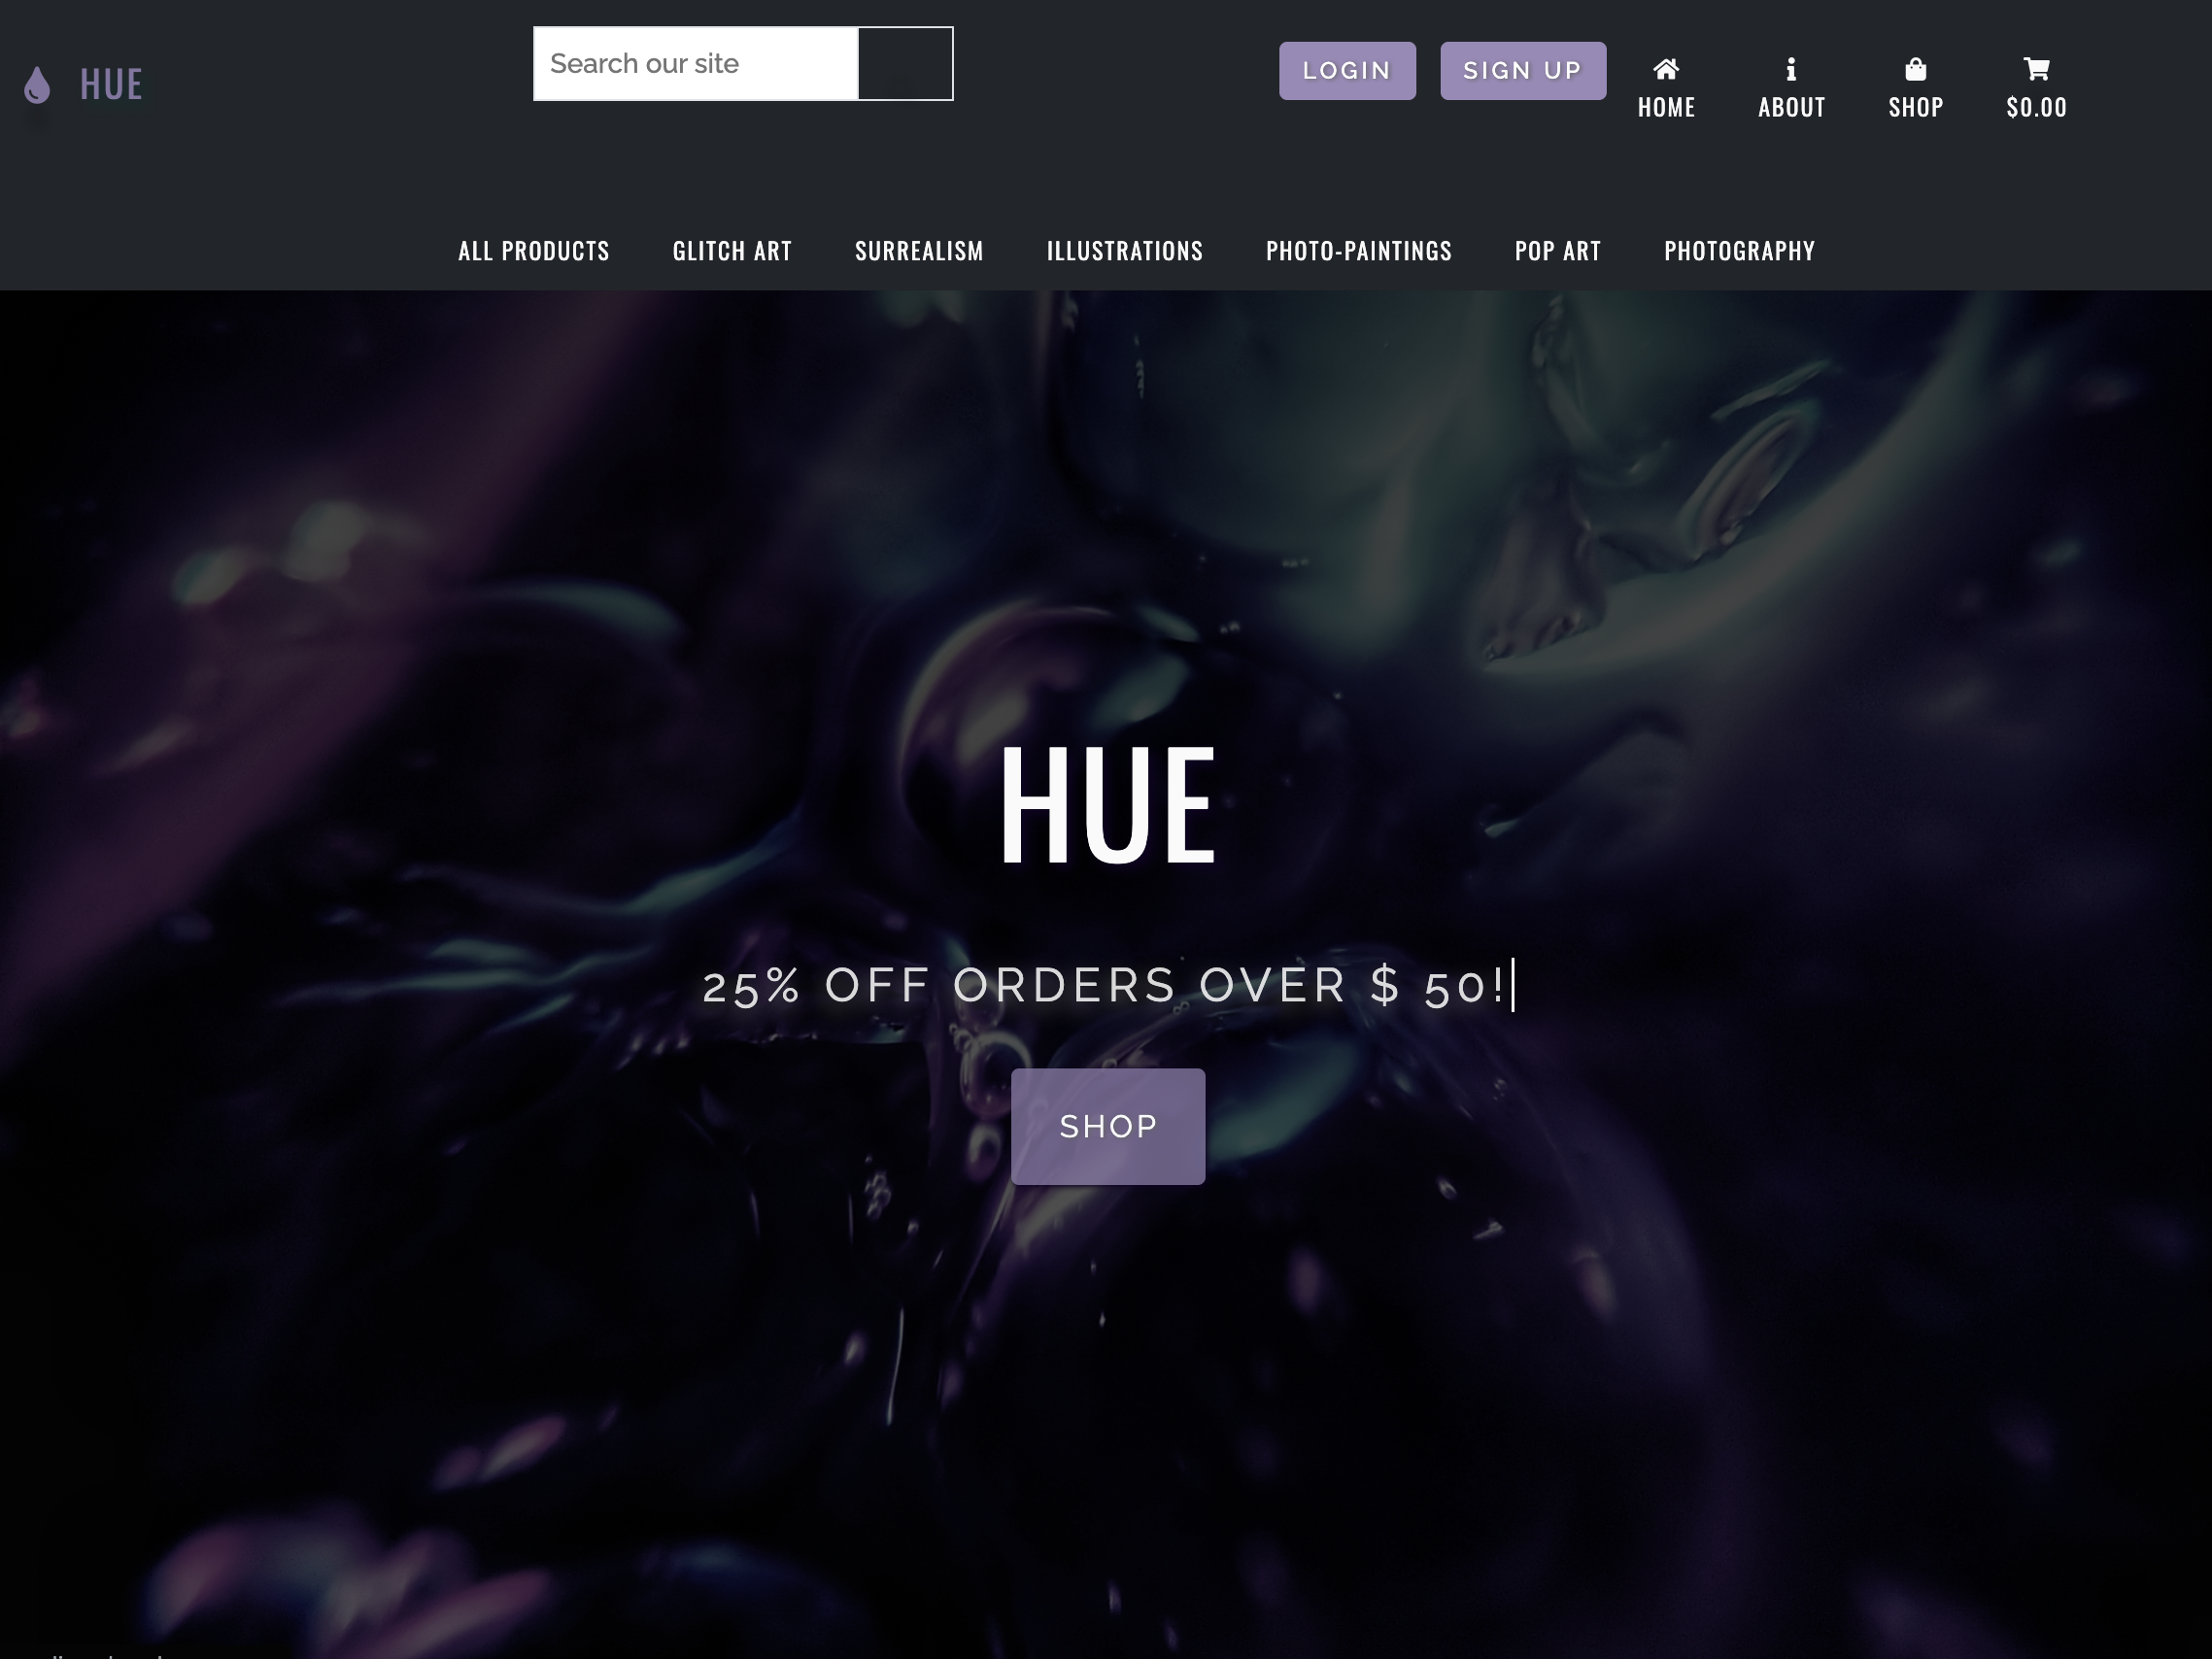 HUE
Search our site
LOGIN
SIGN UP
HOME
ABOUT
SHOP
$0.00
ALL PRODUCTS
GLITCH ART
SURREALISM
ILLUSTRATIONS
PHOTO-PAINTINGS
POP ART
PHOTOGRAPHY
HUE
25% OFF ORDERS OVER $ 50!
SHOP